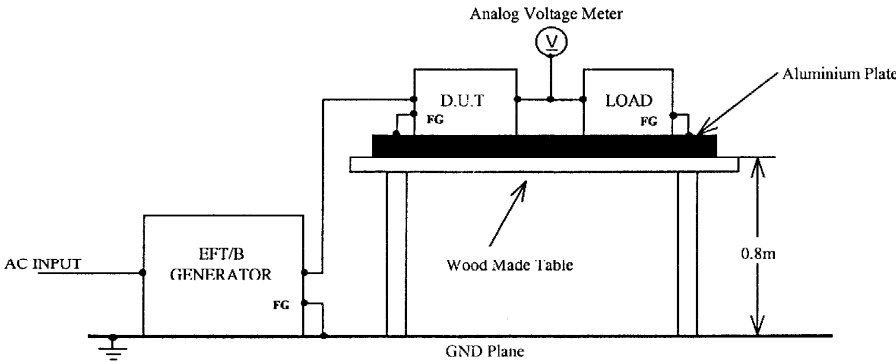 Analog Voltage Meter
V
Aluminium Plate
D.U.T
LOAD
FG
FG
EFT/B
GENERATOR
AC INPUT
Wood Made Table
0.8m
FG
GND Plane